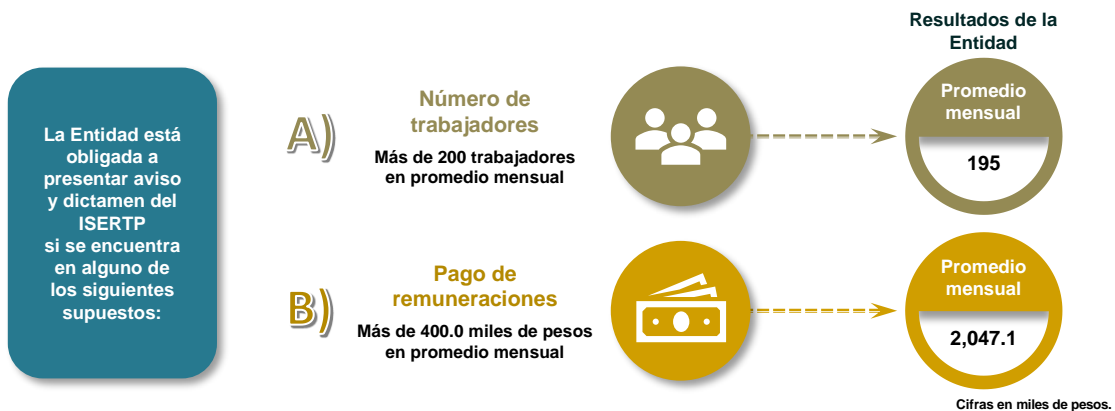 Resultados de la
Entidad
La Entidad está
obligada a
presentar aviso
y dictamen del
ISERTP
si se encuentra
en alguno de
los siguientes
supuestos:
A)
Número de
trabajadores
Más de 200 trabajadores
en promedio mensual
Promedio
mensual
195
B)
Pago de
remuneraciones
Más de 400.0 miles de pesos
en promedio mensual
Promedio
mensual
2,047.1
Cifras en miles de pesos.